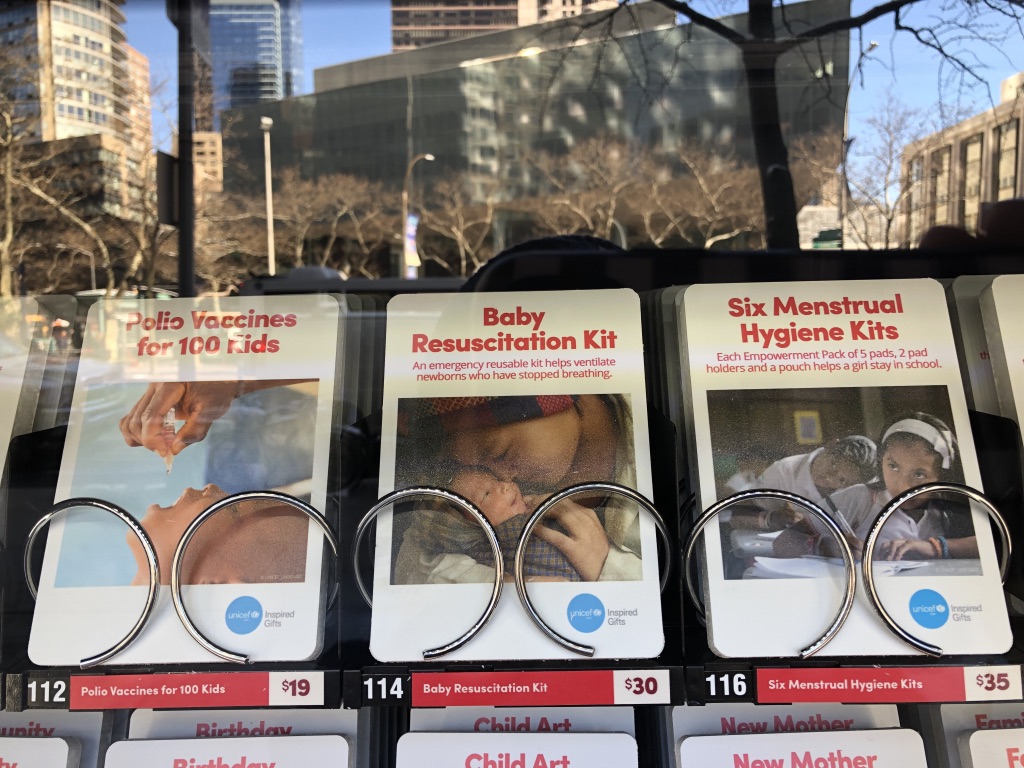 Polio Vaccines
for 100 Kids
unicef
Inspired
Gifts
Baby
Resuscitation Kit
An emergency reusable kit helps ventilate
newborns who have stopped breathing.
unicef
Inspired
Gifts
Six Menstrual
Hygiene Kits
Each Empowerment Pack of 5 pads, 2 pad
holders and a pouch helps a girl stay in school.
unicef
Inspired
Gifts
112 Polio Vaccines for 100 Kids $19
114 Baby Resuscitation Kit $30
116 Six Menstrual Hygiene Kits $35
Birthday
Child Art
New Mother
Birthday
Child Art
New Mother